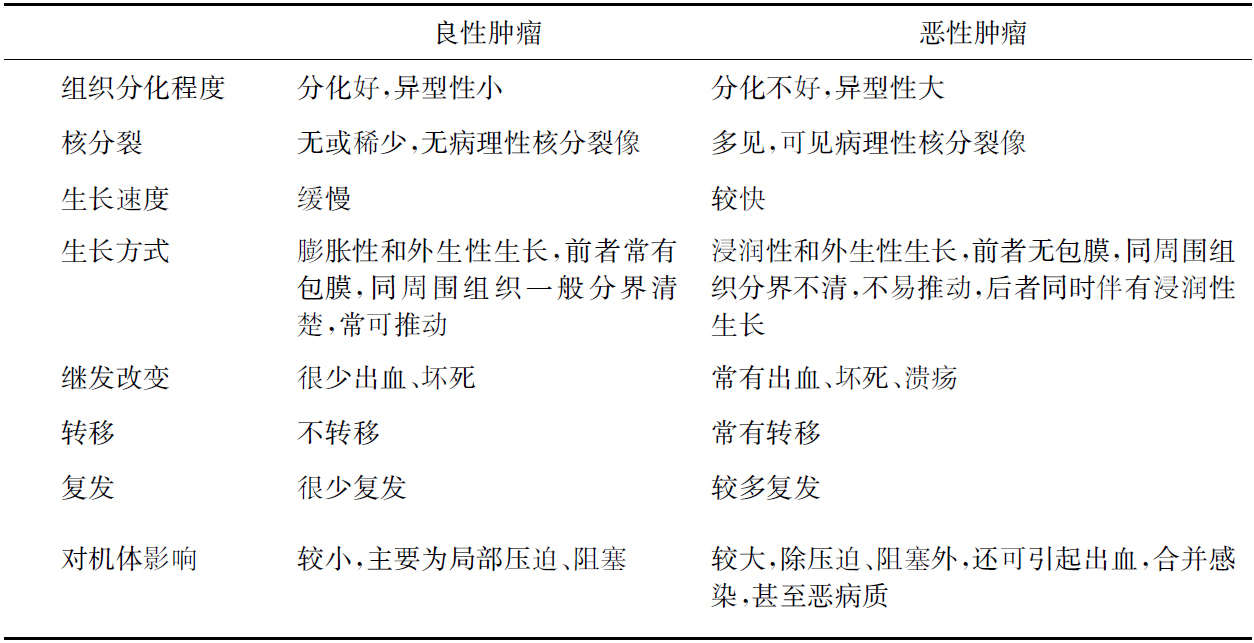 良性肿瘤 恶性肿瘤
组织分化程度 分化好,异型性小 分化不好,异型性大
核分裂 无或稀少,无病理性核分裂像 多见,可见病理性核分裂像
生长速度 缓慢 较快
生长方式 膨胀性和外生性生长,前者常有 浸润性和外生性生长,前者无包膜,同周围组
包膜,同周围组织一般分界清 织分界不清,不易推动,后者同时伴有浸润性
楚,常可推动 生长
继发改变 很少出血、坏死 常有出血、坏死、溃疡
转移 不转移 常有转移
复发 很少复发 较多复发
对机体影响 较小,主要为局部压迫、阻塞 较大,除压迫、阻塞外,还可引起出血,合并感
染,甚至恶病质